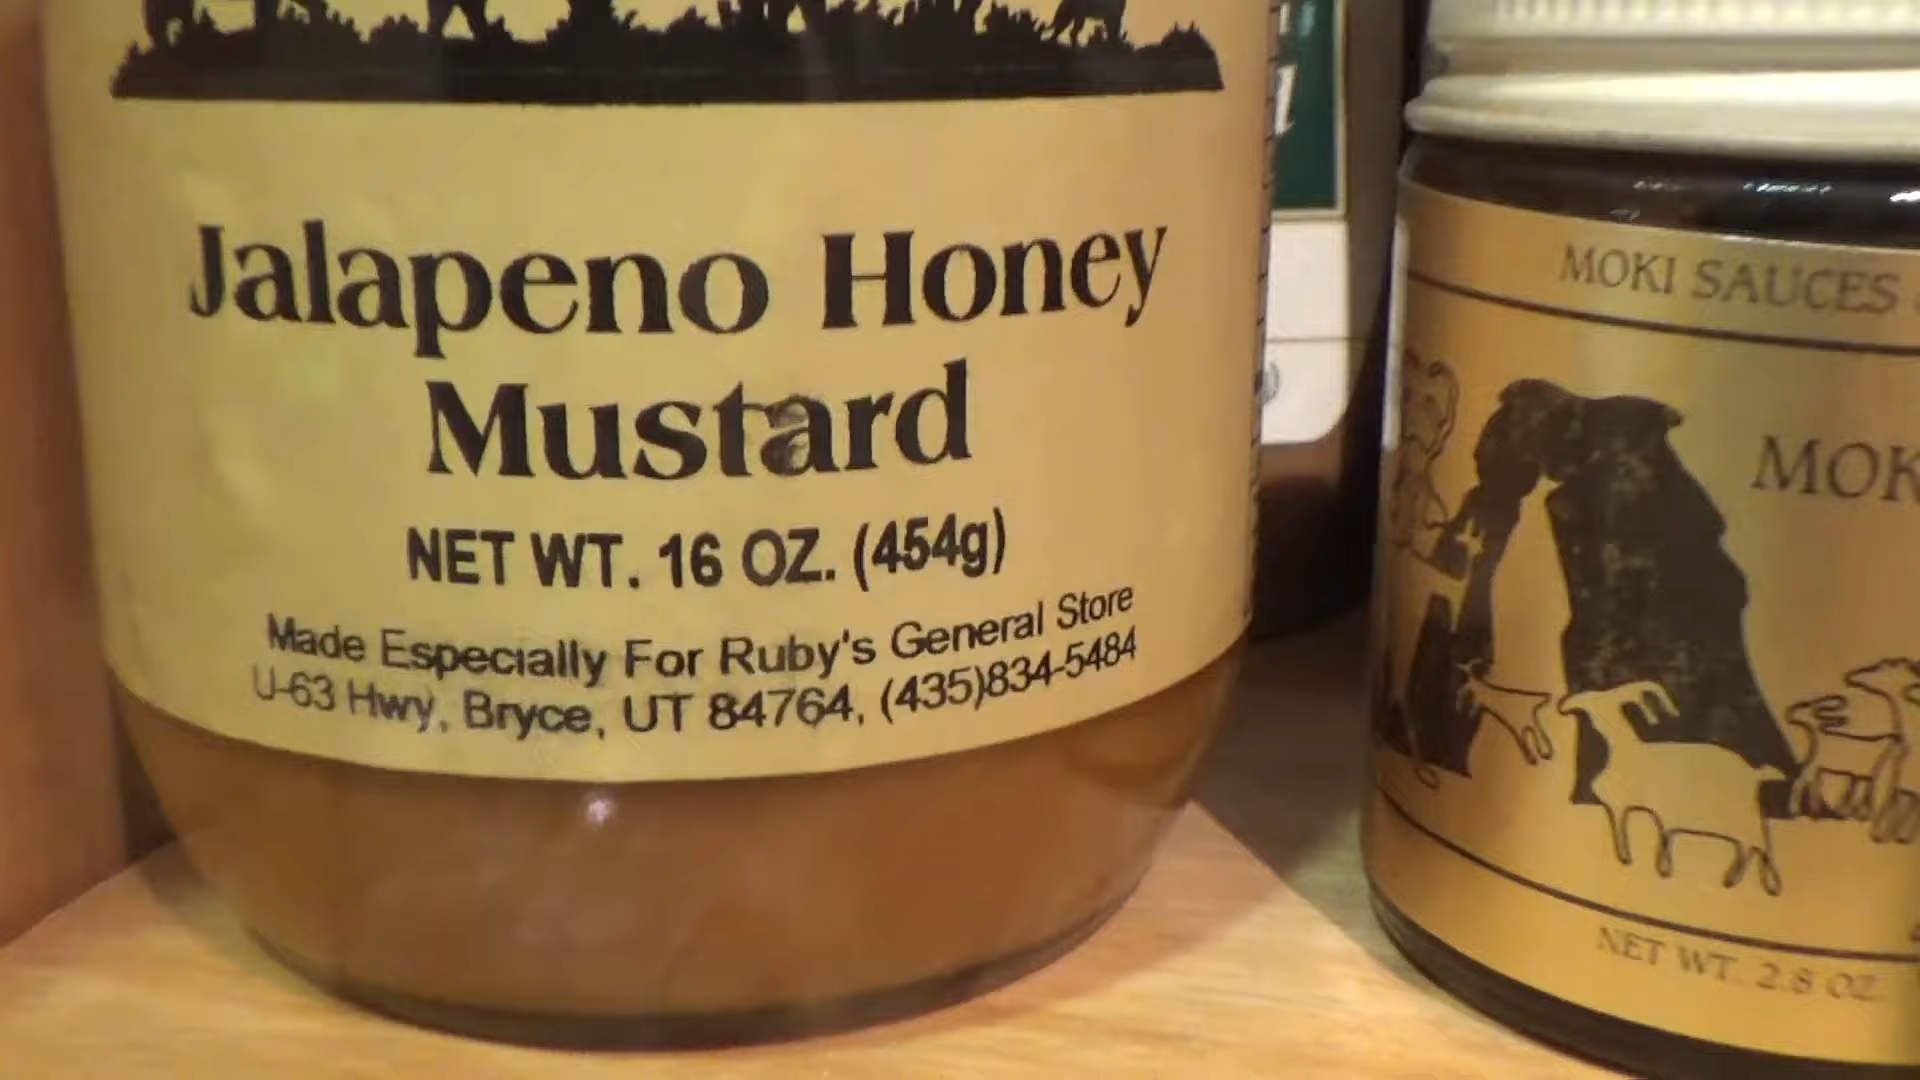 Jalapeno Honey
Mustard
NET WT. 16 OZ. (454g)
Made Especially For Ruby's General Store
U-63 Hwy, Bryce, UT 84764, (435)834-5484
MOKI SAUCES
MOK
NET WT. 2.8 OZ